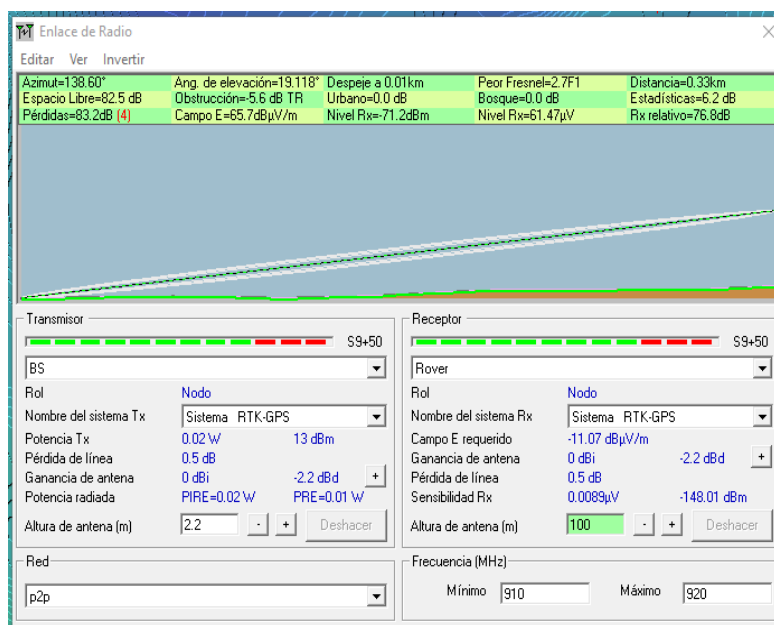 Enlace de Radio
Editar Ver Invertir
Azimut=138.60° Ang. de elevación=19.118° Despeje a 0.01km Peor Fresnel=2.7F1 Distancia=0.33km
Espacio Libre=82.5 dB Obstrucción=-5.6 dB TR Urbano=0.0 dB Bosque=0.0 dB Estadísticas=6.2 dB
Pérdidas=83.2dB (4) Campo E=65.7dBµV/m Nivel Rx=-71.2dBm Nivel Rx=61.47µV Rx relativo=76.8dB
Transmisor
S9+50
BS
Rol Nodo
Nombre del sistema Tx Sistema RTK-GPS
Potencia Tx 0.02 W 13 dBm
Pérdida de línea 0.5 dB
Ganancia de antena 0 dBi -2.2 dBd +
Potencia radiada PIRE=0.02 W PRE=0.01 W
Altura de antena (m) 2.2 - + Deshacer
Receptor
S9+50
Rover
Rol Nodo
Nombre del sistema Rx Sistema RTK-GPS
Campo E requerido -11.07 dBµV/m
Ganancia de antena 0 dBi -2.2 dBd +
Pérdida de línea 0.5 dB
Sensibilidad Rx 0.0089µV -148.01 dBm
Altura de antena (m) 100 - + Deshacer
Red
p2p
Frecuencia (MHz)
Mínimo 910 Máximo 920